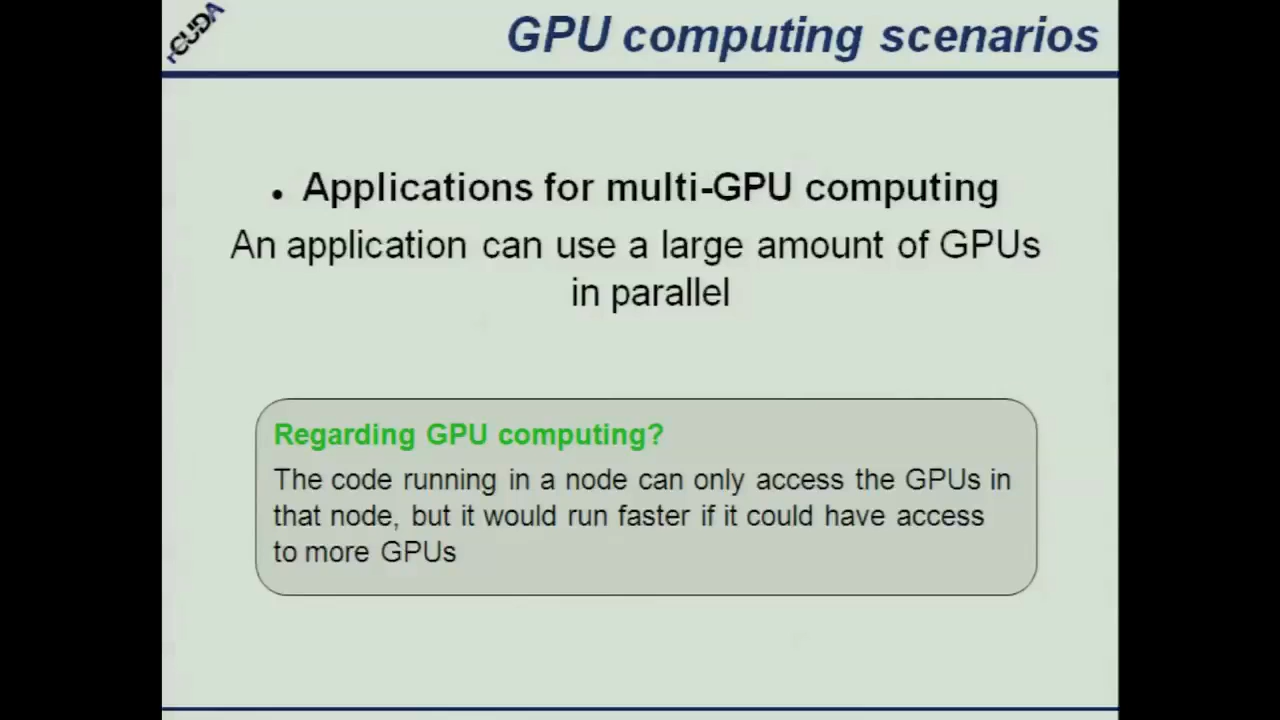 rCUDA
GPU computing scenarios
• Applications for multi-GPU computing
An application can use a large amount of GPUs
in parallel
Regarding GPU computing?
The code running in a node can only access the GPUs in
that node, but it would run faster if it could have access
to more GPUs